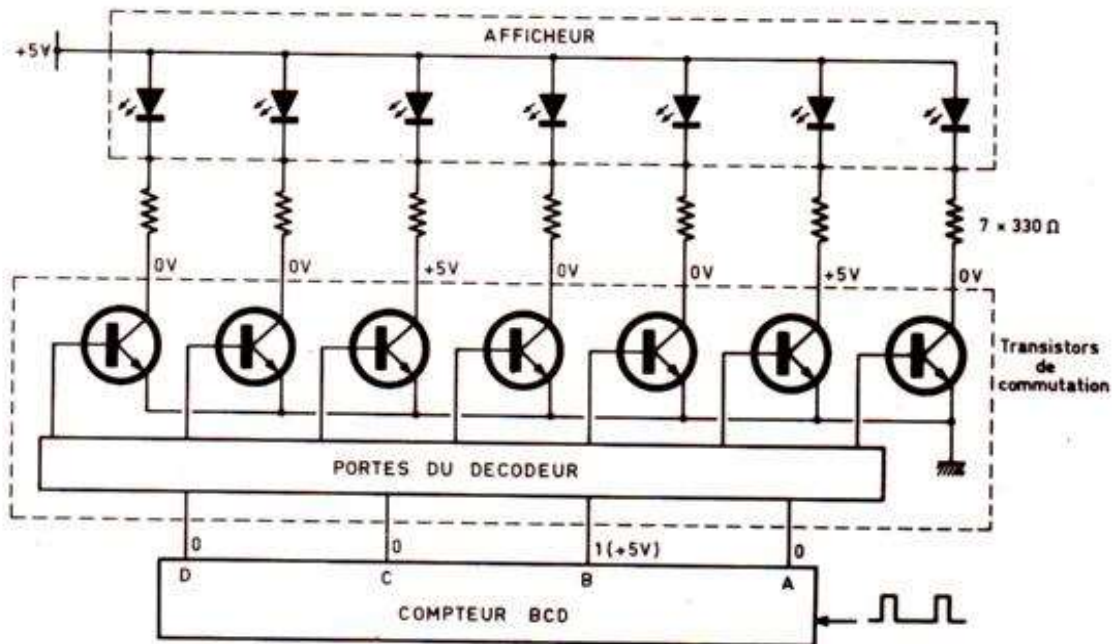 AFFICHEUR
+5V
7 × 330 Ω
0V 0V +5V 0V 0V +5V 0V
Transistors
de
commutation
PORTES DU DECODEUR
0 0 1(+5V) 0
D C B A
COMPTEUR BCD